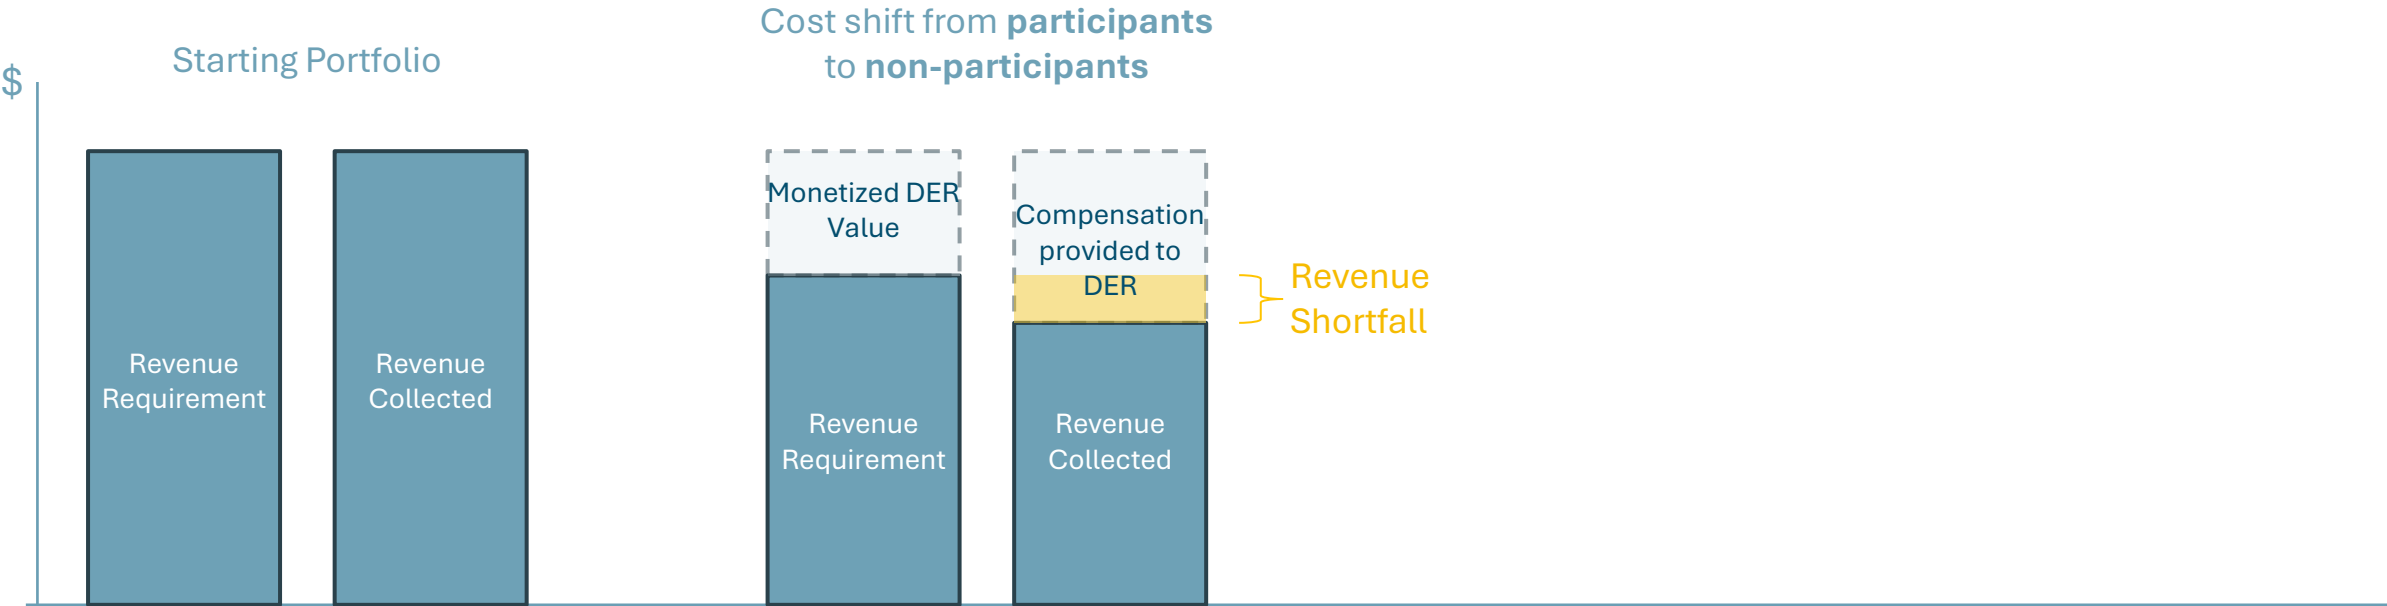 Cost shift from participants
to non-participants
Starting Portfolio
$
Monetized DER
Value
Compensation
provided to
DER
Revenue
Shortfall
Revenue
Requirement
Revenue
Collected
Revenue
Requirement
Revenue
Collected